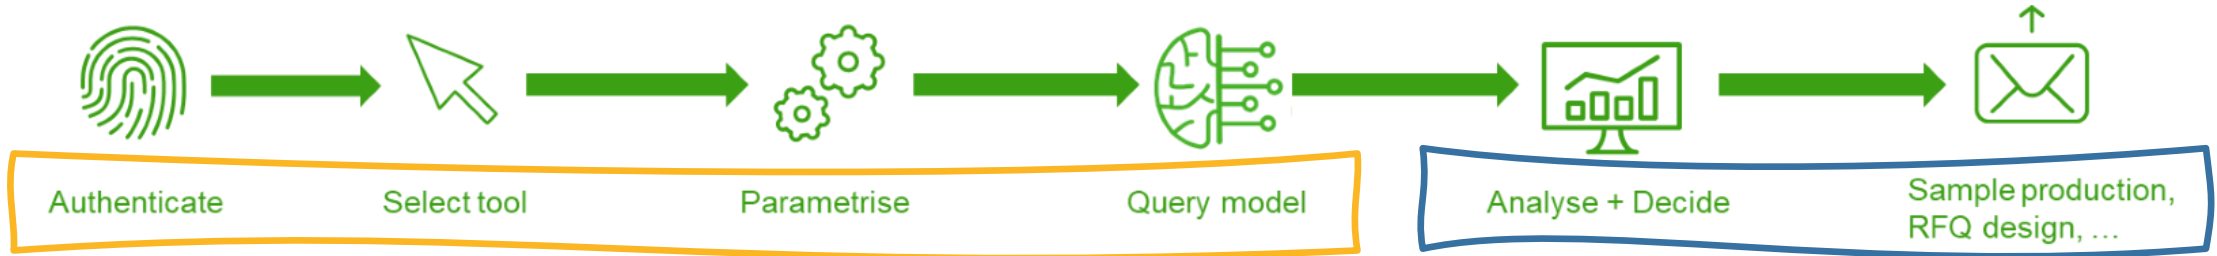 Authenticate
Select tool
Parametrise
Query model
Analyse + Decide
Sample production,
RFQ design, ...